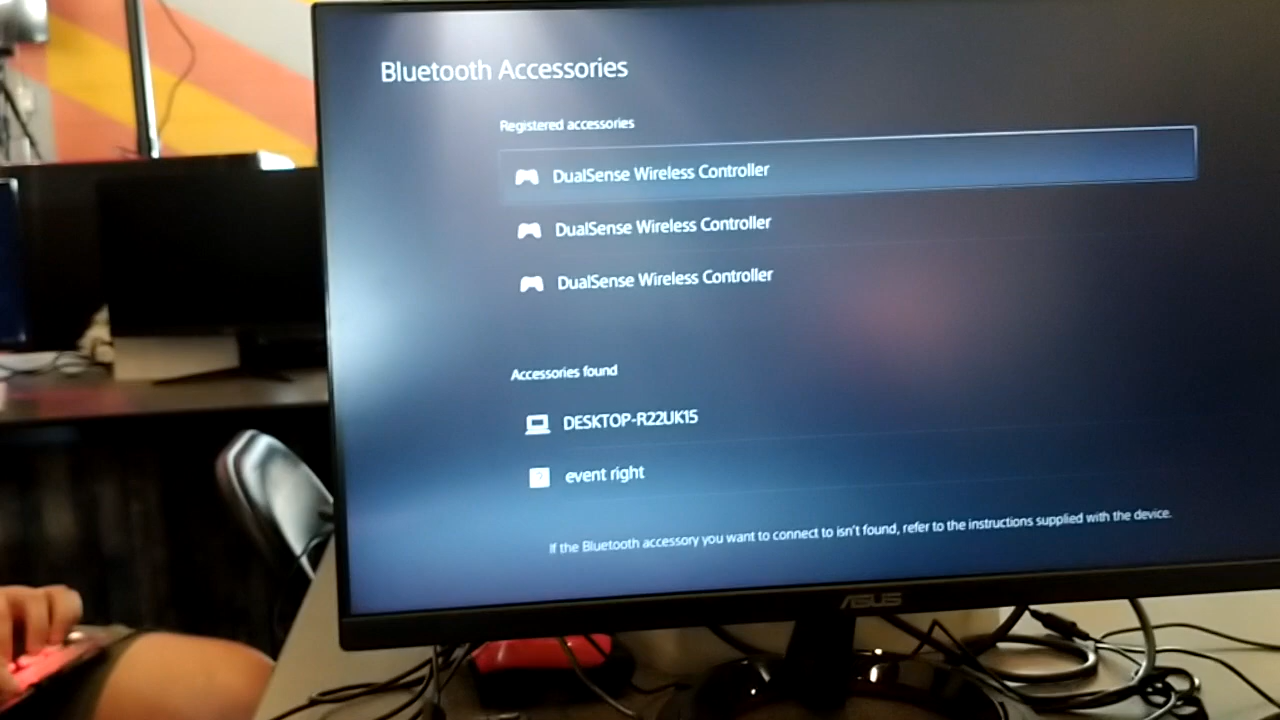 Bluetooth Accessories
Registered accessories
DualSense Wireless Controller
DualSense Wireless Controller
DualSense Wireless Controller
Accessories found
DESKTOP-R22UK15
?
event right
If the Bluetooth accessory you want to connect to isn't found, refer to the instructions supplied with the device.
ASUS